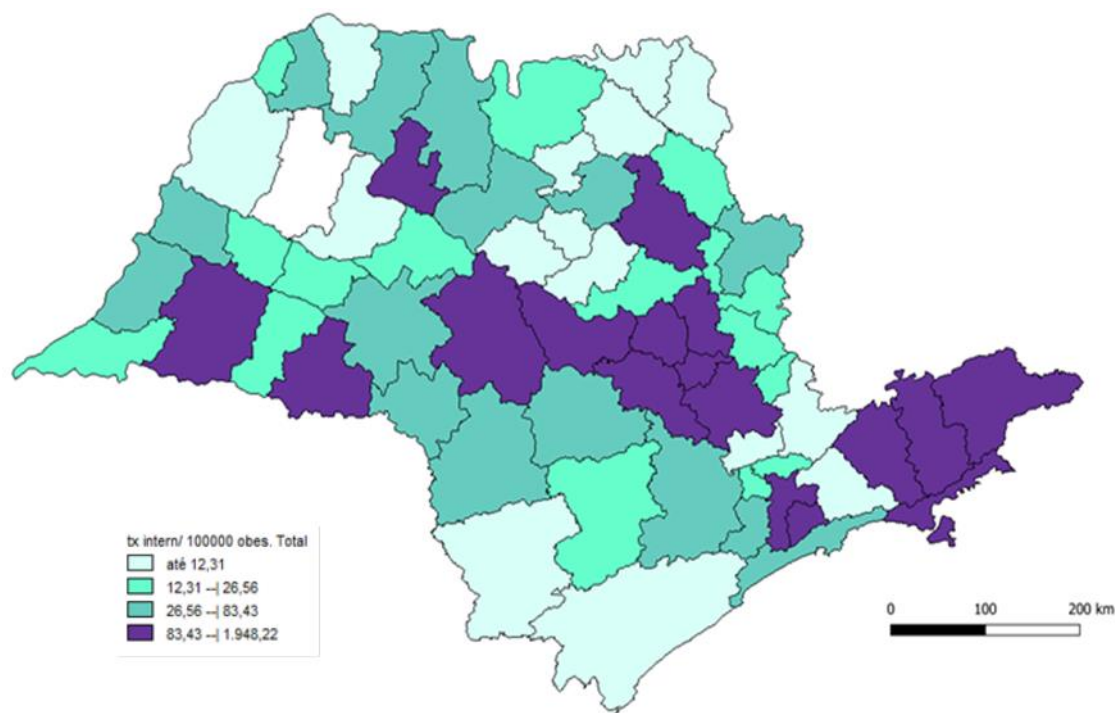 tx intern/ 100000 obes. Total
até 12,31
12,31 --| 26,56
26,56 --| 83,43
83,43 --| 1.948,22
0 100 200 km